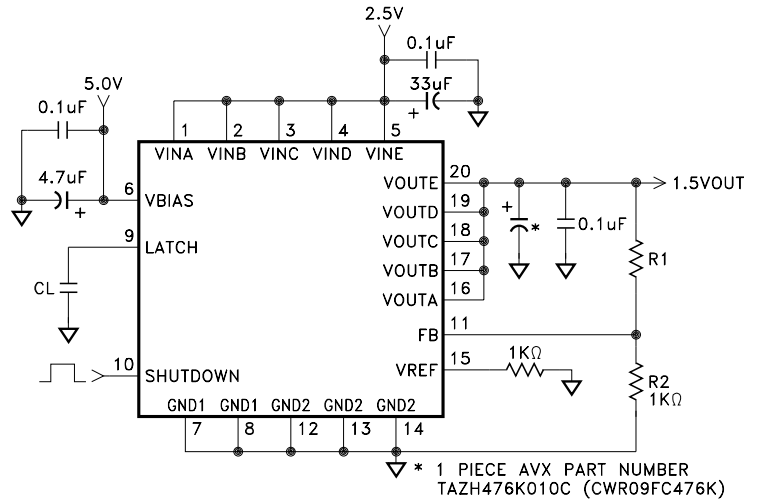 2.5V
0.1uF
5.0V
33uF
+
0.1uF
1 2 3 4 5
VINA VINB VINC VIND VINE
4.7uF
+
6 VBIAS
VOUTE 20
1.5VOUT
VOUTD 19
+
*
0.1uF
9 LATCH
VOUTC 18
VOUTB 17
R1
CL
VOUTA 16
FB 11
10 SHUTDOWN
VREF 15
1KΩ
R2
1KΩ
GND1 GND1 GND2 GND2 GND2
7 8 12 13 14
* 1 PIECE AVX PART NUMBER
TAZH476K010C (CWR09FC476K)